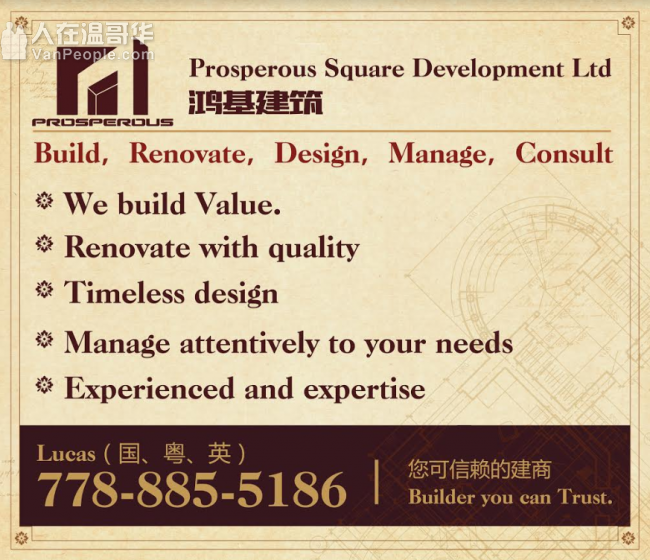 人在温哥华
VanPeople.com
PROSPEROUS
Prosperous Square Development Ltd
鸿基建筑
Build, Renovate, Design, Manage, Consult
We build Value.
Renovate with quality
Timeless design
Manage attentively to your needs
Experienced and expertise
Lucas（国、粤、英）
778-885-5186
您可信赖的建商
Builder you can Trust.